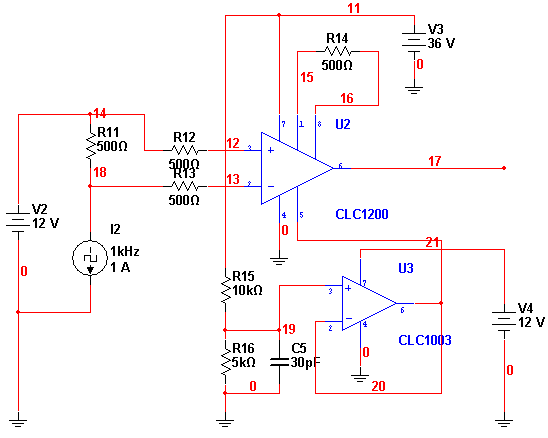 11
V3
36 V
0
R14
500Ω
15
16
14
R11
500Ω
R12
500Ω
12
7
1
8
U2
3
+
6
17
18
R13
500Ω
13
2
−
4
5
CLC1200
0
V2
12 V
I2
1kHz
1 A
0
21
R15
10kΩ
U3
3
+
7
6
2
−
4
CLC1003
V4
12 V
19
R16
5kΩ
C5
30pF
0
0
20
0